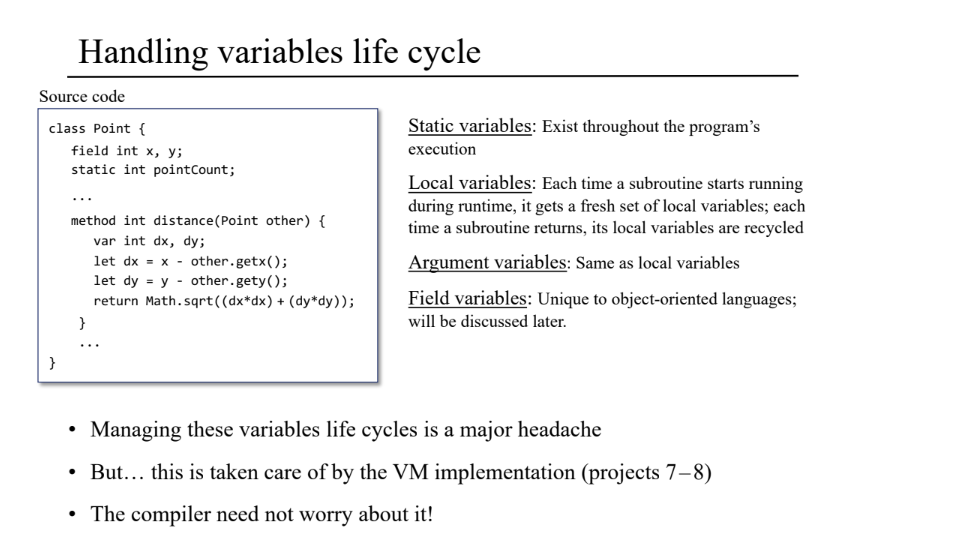 Handling variables life cycle
Source code
class Point {
field int x, y;
static int pointCount;
...
method int distance(Point other) {
var int dx, dy;
let dx = x - other.getx();
let dy = y - other.gety();
return Math.sqrt((dx*dx) + (dy*dy));
}
...
}
Static variables: Exist throughout the program’s
execution
Local variables: Each time a subroutine starts running
during runtime, it gets a fresh set of local variables; each
time a subroutine returns, its local variables are recycled
Argument variables: Same as local variables
Field variables: Unique to object-oriented languages;
will be discussed later.
• Managing these variables life cycles is a major headache
• But… this is taken care of by the VM implementation (projects 7–8)
• The compiler need not worry about it!